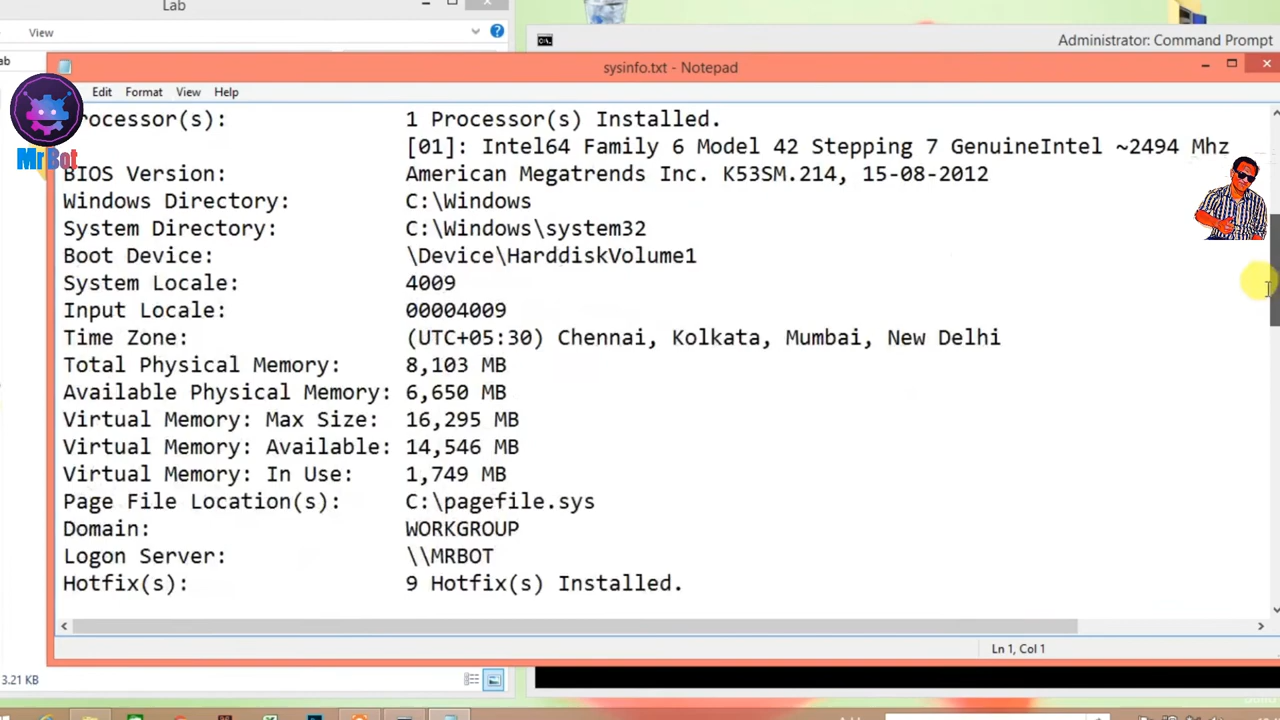 Lab
View
Administrator: Command Prompt
ab
sysinfo.txt - Notepad
Edit Format View Help
MrBot
rocessor(s): 1 Processor(s) Installed.
[01]: Intel64 Family 6 Model 42 Stepping 7 GenuineIntel ~2494 Mhz
BIOS Version: American Megatrends Inc. K53SM.214, 15-08-2012
Windows Directory: C:\Windows
System Directory: C:\Windows\system32
Boot Device: \Device\HarddiskVolume1
System Locale: 4009
Input Locale: 00004009
Time Zone: (UTC+05:30) Chennai, Kolkata, Mumbai, New Delhi
Total Physical Memory: 8,103 MB
Available Physical Memory: 6,650 MB
Virtual Memory: Max Size: 16,295 MB
Virtual Memory: Available: 14,546 MB
Virtual Memory: In Use: 1,749 MB
Page File Location(s): C:\pagefile.sys
Domain: WORKGROUP
Logon Server: \\MRBOT
Hotfix(s): 9 Hotfix(s) Installed.
Ln 1, Col 1
3.21 KB